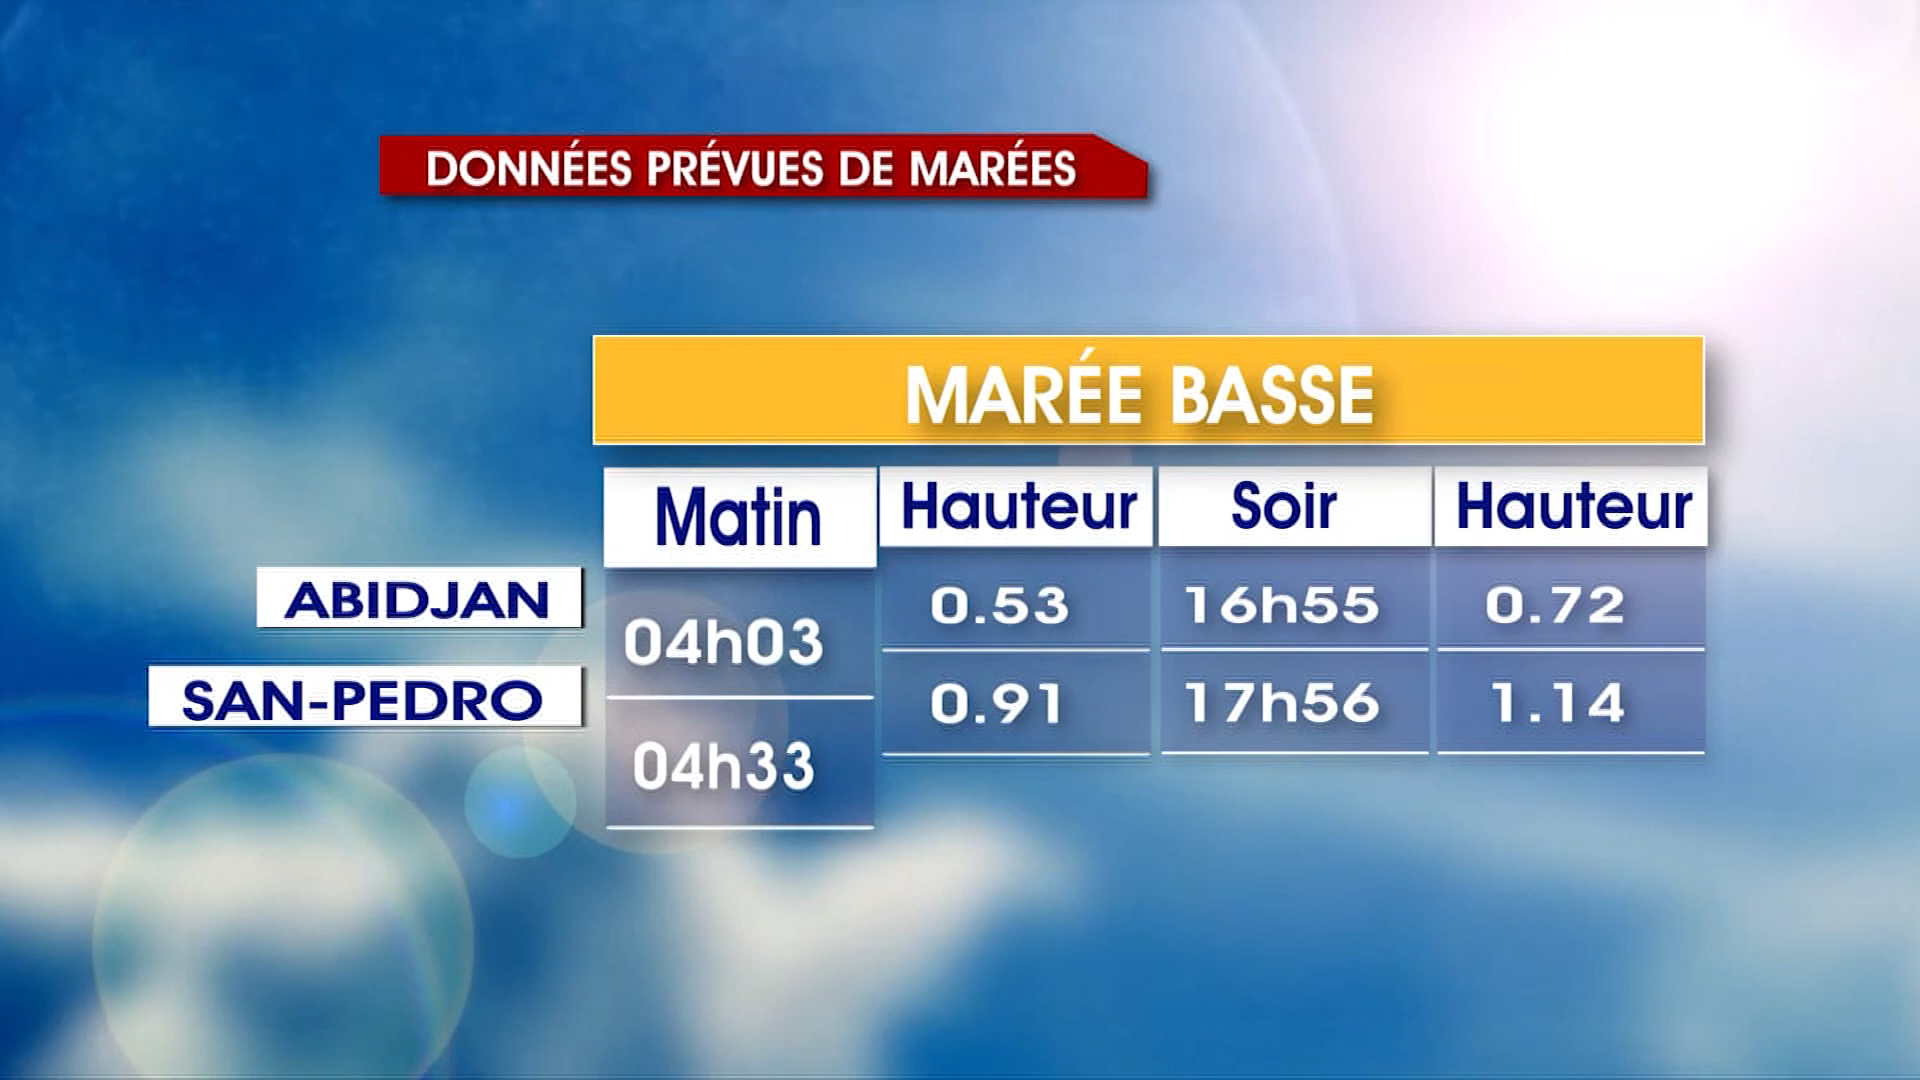 DONNÉES PRÉVUES DE MARÉES
MARÉE BASSE
Matin Hauteur Soir Hauteur
ABIDJAN 04h03 0.53 16h55 0.72
SAN-PEDRO 04h33 0.91 17h56 1.14